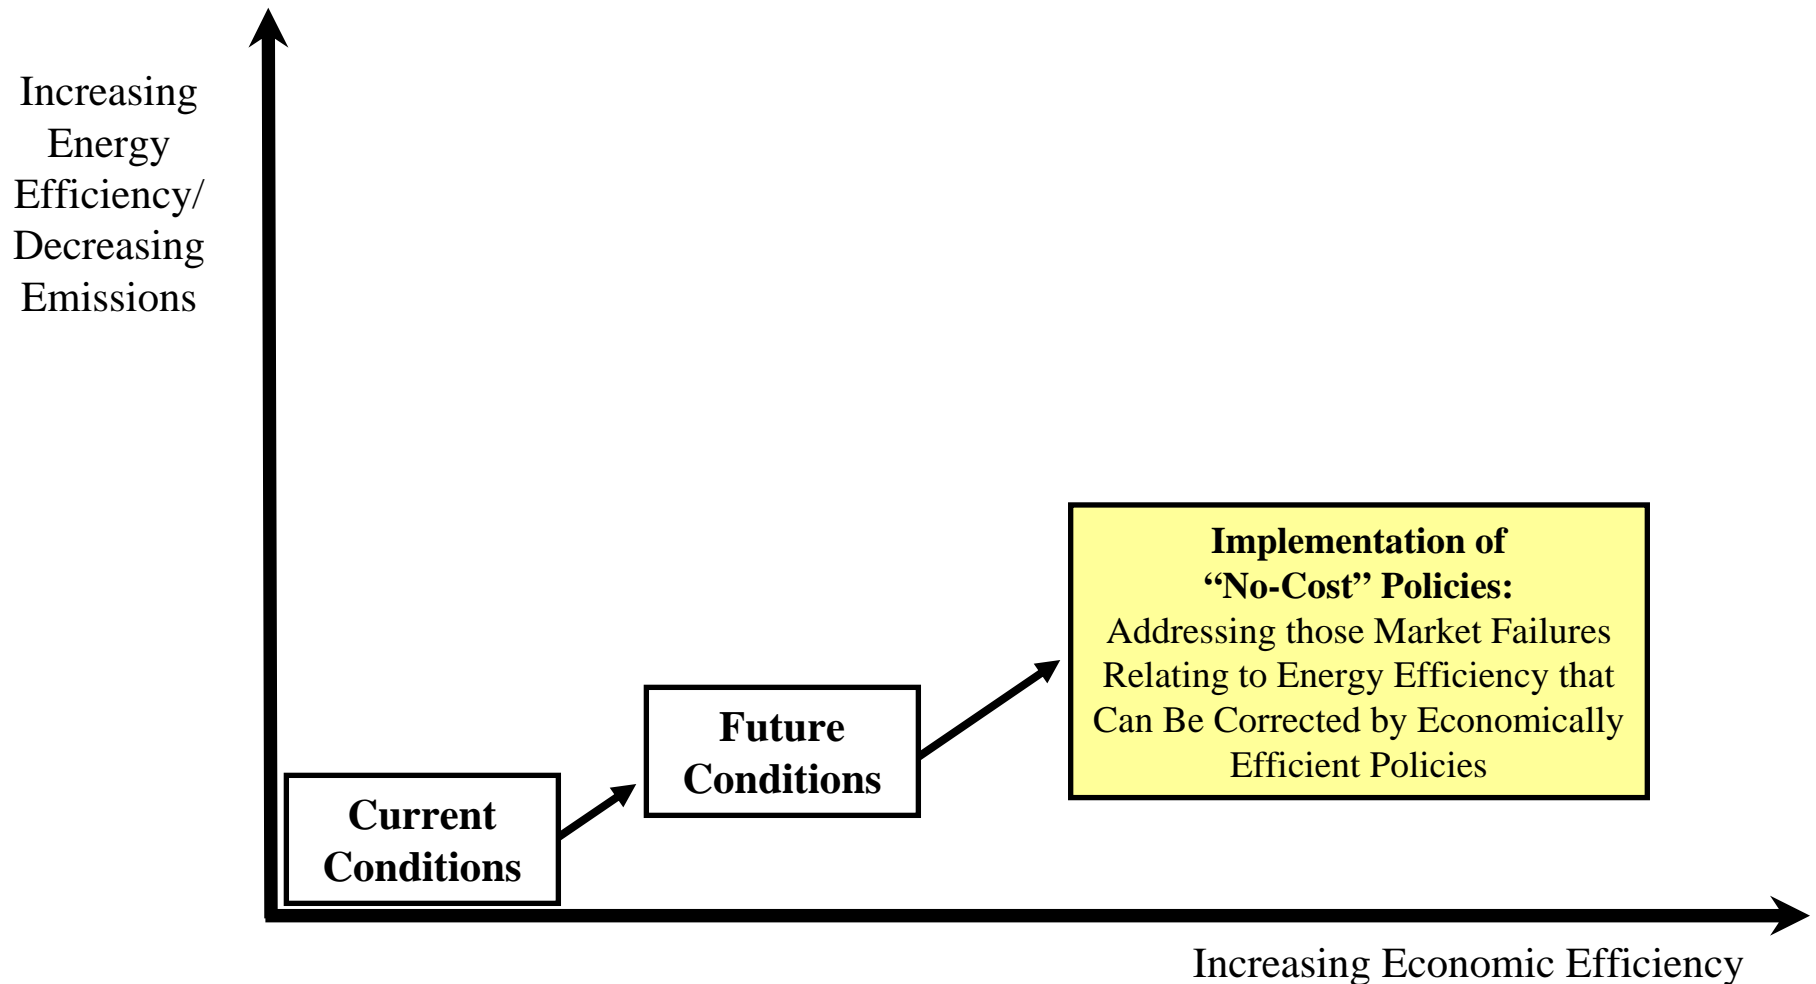 Increasing
Energy
Efficiency/
Decreasing
Emissions
Implementation of
“No-Cost” Policies:
Addressing those Market Failures
Relating to Energy Efficiency that
Can Be Corrected by Economically
Efficient Policies
Future
Conditions
Current
Conditions
Increasing Economic Efficiency